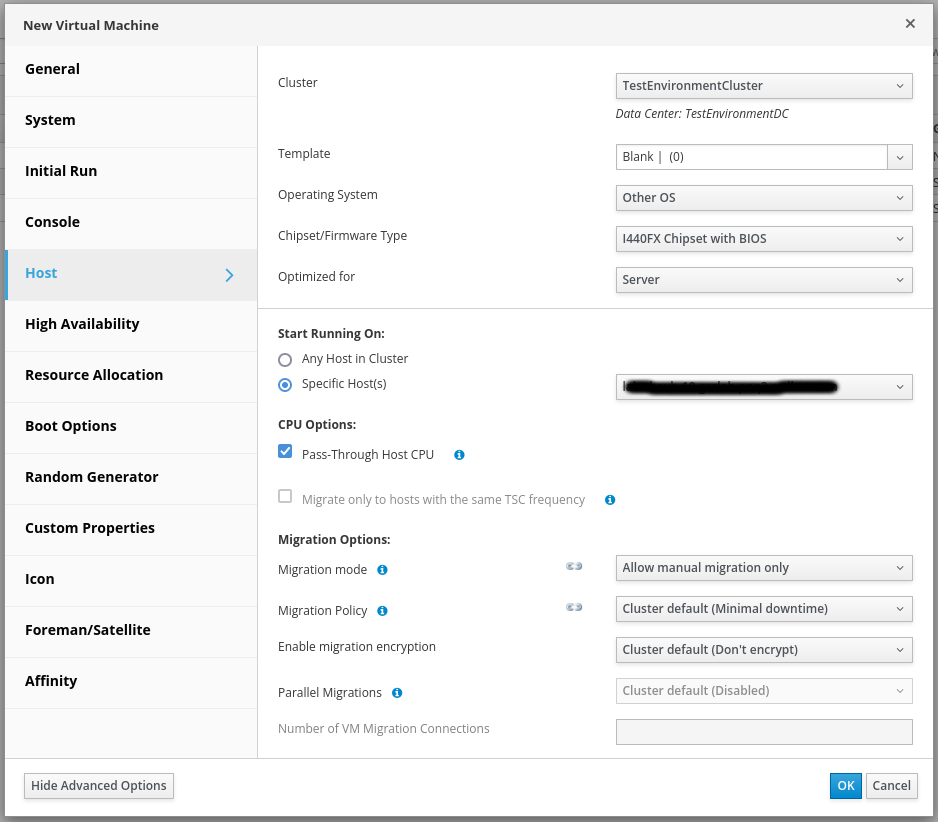 New Virtual Machine
General
System
Initial Run
Console
Host
High Availability
Resource Allocation
Boot Options
Random Generator
Custom Properties
Icon
Foreman/Satellite
Affinity
Cluster
TestEnvironmentCluster
Data Center: TestEnvironmentDC
Template
Blank | (0)
Operating System
Other OS
Chipset/Firmware Type
I440FX Chipset with BIOS
Optimized for
Server
Start Running On:
Any Host in Cluster
Specific Host(s)
CPU Options:
Pass-Through Host CPU
Migrate only to hosts with the same TSC frequency
Migration Options:
Migration mode
Allow manual migration only
Migration Policy
Cluster default (Minimal downtime)
Enable migration encryption
Cluster default (Don't encrypt)
Parallel Migrations
Cluster default (Disabled)
Number of VM Migration Connections
Hide Advanced Options
OK
Cancel